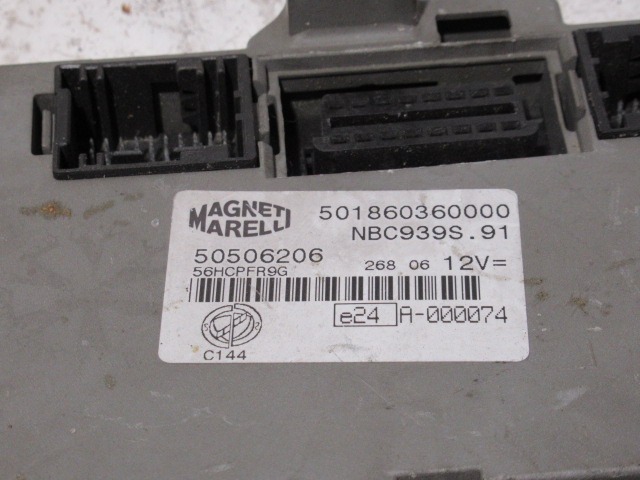 MAGNETI
MARELLI
501860360000
NBC939S.91
50506206
56HCPFR9G
268 06 12V=
e24 A-000074
C144